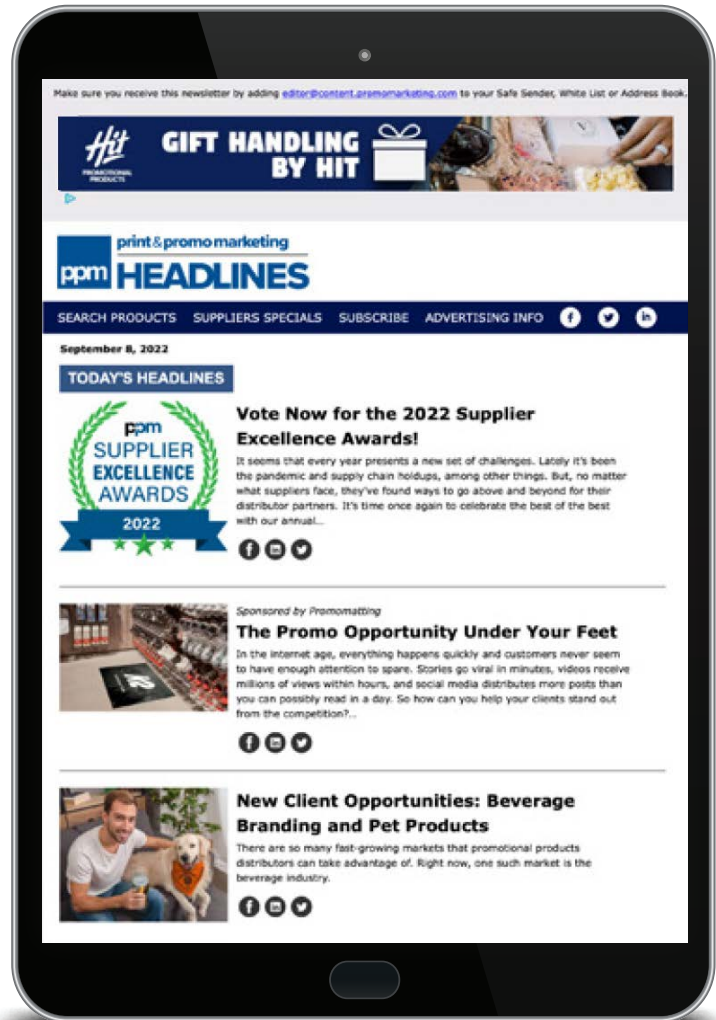 Make sure you receive this newsletter by adding editor@content.promomarketing.com to your Safe Sender, White List or Address Book.
Hit
PROMOTIONAL
PRODUCTS
GIFT HANDLING
BY HIT
ppm
print & promo marketing
HEADLINES
SEARCH PRODUCTS SUPPLIERS SPECIALS SUBSCRIBE ADVERTISING INFO f in
September 8, 2022
TODAY'S HEADLINES
ppm
SUPPLIER
EXCELLENCE
AWARDS
2022
Vote Now for the 2022 Supplier
Excellence Awards!
It seems that every year presents a new set of challenges. Lately it's been
the pandemic and supply chain holdups, among other things. But, no matter
what suppliers face, they've found ways to go above and beyond for their
distributor partners. It's time once again to celebrate the best of the best
with our annual...
f in
Sponsored by Promomatting
The Promo Opportunity Under Your Feet
In the internet age, everything happens quickly and customers never seem
to have enough attention to spare. Stories go viral in minutes, videos receive
millions of views within hours, and social media distributes more posts than
you can possibly read in a day. So how can you help your clients stand out
from the competition?...
f in
New Client Opportunities: Beverage
Branding and Pet Products
There are so many fast-growing markets that promotional products
distributors can take advantage of. Right now, one such market is the
beverage industry.
f in